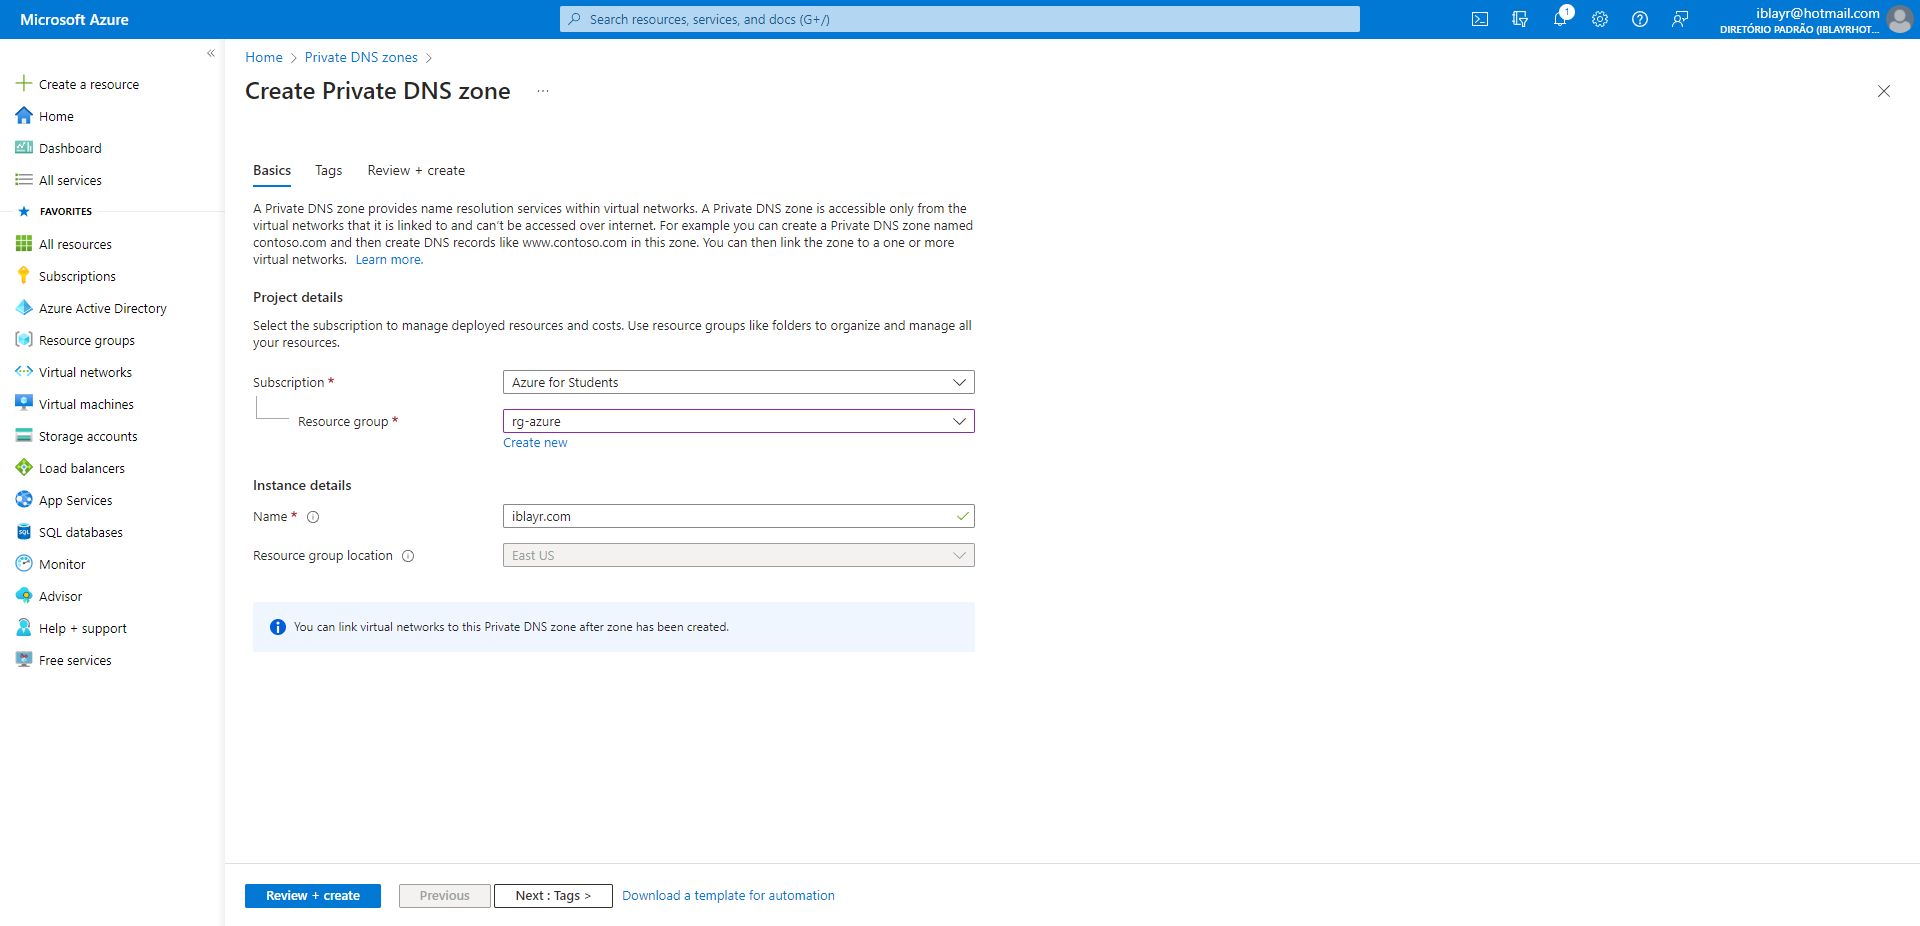 Microsoft Azure
Search resources, services, and docs (G+/)
1
iblayr@hotmail.com
DIRETÓRIO PADRÃO (IBLAYRHOT...
«
Create a resource
Home
Dashboard
All services
FAVORITES
All resources
Subscriptions
Azure Active Directory
Resource groups
Virtual networks
Virtual machines
Storage accounts
Load balancers
App Services
SQL databases
Monitor
Advisor
Help + support
Free services
Home > Private DNS zones >
Create Private DNS zone ...
Basics Tags Review + create
A Private DNS zone provides name resolution services within virtual networks. A Private DNS zone is accessible only from the
virtual networks that it is linked to and can't be accessed over internet. For example you can create a Private DNS zone named
contoso.com and then create DNS records like www.contoso.com in this zone. You can then link the zone to a one or more
virtual networks. Learn more.
Project details
Select the subscription to manage deployed resources and costs. Use resource groups like folders to organize and manage all
your resources.
Subscription * Azure for Students
Resource group * rg-azure
Create new
Instance details
Name * iblayr.com
Resource group location East US
You can link virtual networks to this Private DNS zone after zone has been created.
Review + create Previous Next : Tags > Download a template for automation